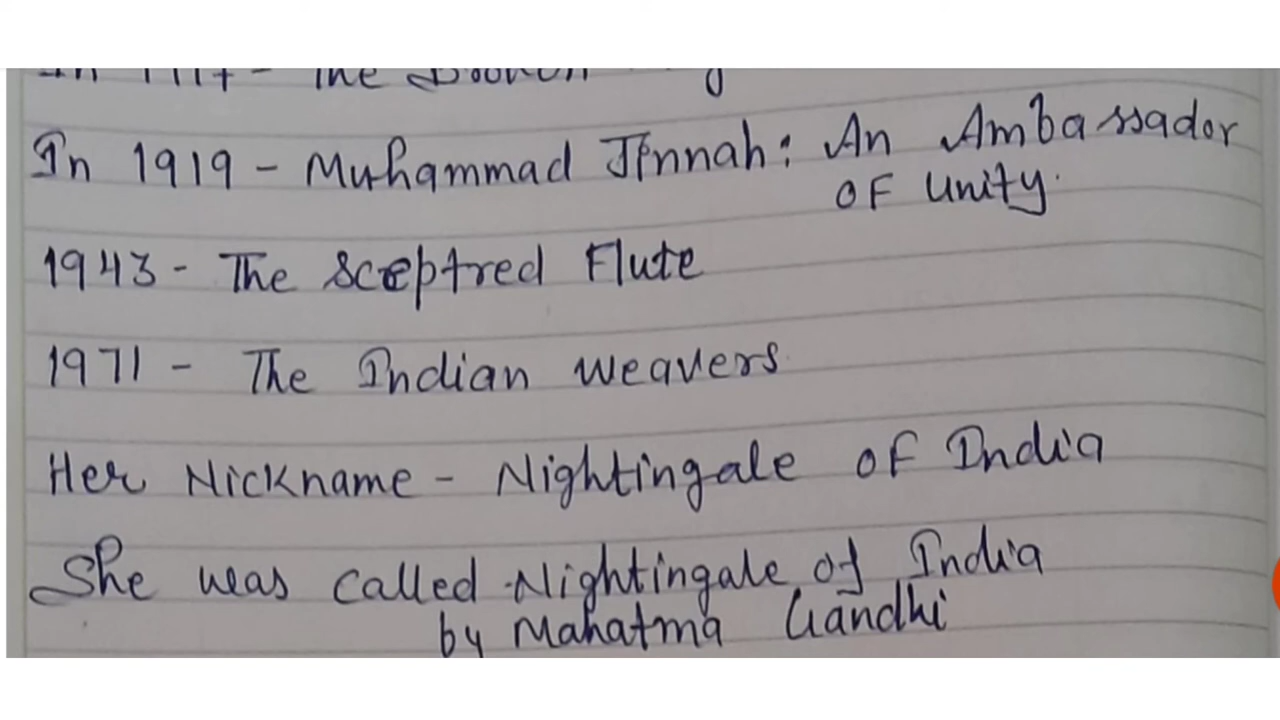 The
In 1919 - Muhammad Jinnah: An Ambassador
of Unity.
1943 - The Sceptred Flute
1971 - The Indian Weavers.
Her Nickname - Nightingale of India
She was called Nightingale of India
by Mahatma Gandhi